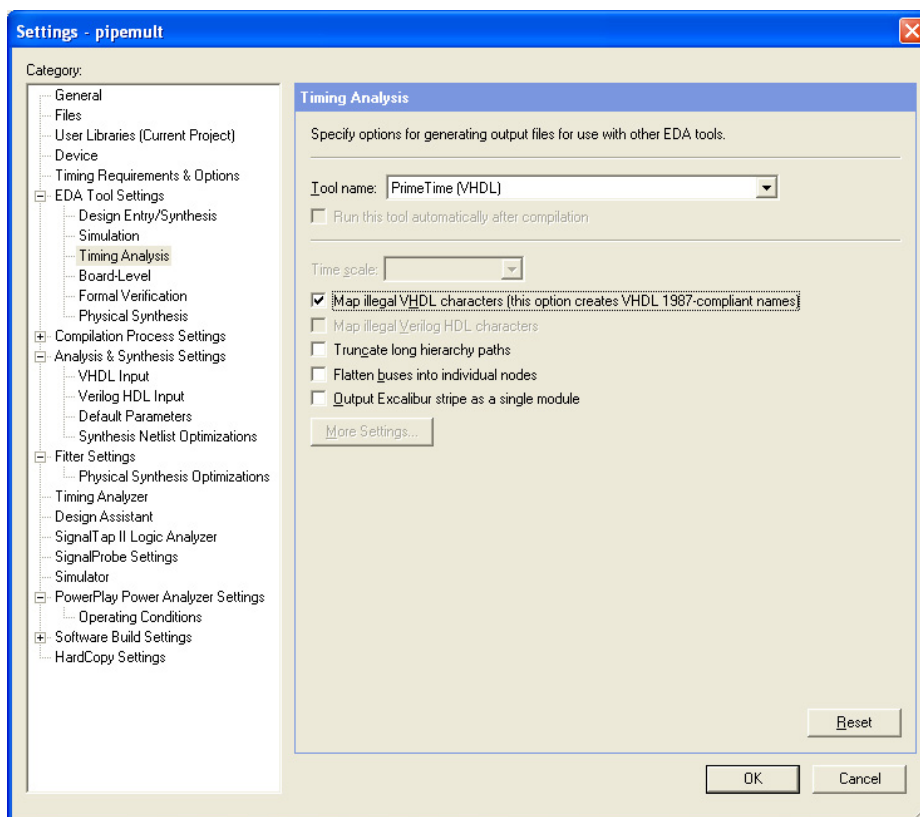 Settings - pipemult
Category:
General
Files
User Libraries (Current Project)
Device
Timing Requirements & Options
EDA Tool Settings
Design Entry/Synthesis
Simulation
Timing Analysis
Board-Level
Formal Verification
Physical Synthesis
Compilation Process Settings
Analysis & Synthesis Settings
VHDL Input
Verilog HDL Input
Default Parameters
Synthesis Netlist Optimizations
Fitter Settings
Physical Synthesis Optimizations
Timing Analyzer
Design Assistant
SignalTap II Logic Analyzer
SignalProbe Settings
Simulator
PowerPlay Power Analyzer Settings
Operating Conditions
Software Build Settings
HardCopy Settings
Timing Analysis
Specify options for generating output files for use with other EDA tools.
Tool name: PrimeTime (VHDL)
Run this tool automatically after compilation
Time scale:
Map illegal VHDL characters (this option creates VHDL 1987-compliant names)
Map illegal Verilog HDL characters
Truncate long hierarchy paths
Flatten buses into individual nodes
Output Excalibur stripe as a single module
More Settings...
Reset
OK Cancel